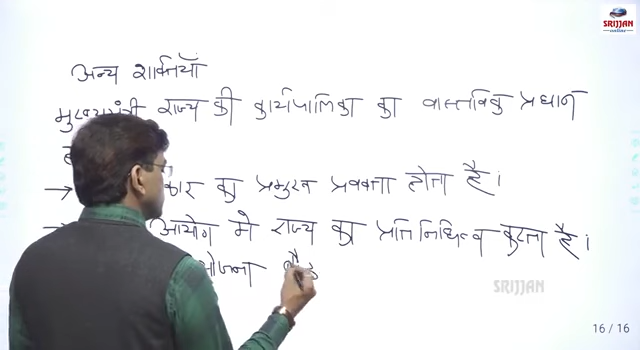 SRIJJAN
online
अन्य शक्तियाँ
मुख्यमंत्री राज्य की कार्यपालिका का वास्तविक प्रधान
→ कार का प्रमुख प्रवक्ता होता है।
आयोग मे राज्य का प्रतिनिधित्व करता है।
योजना
SRIJJAN
16 / 16